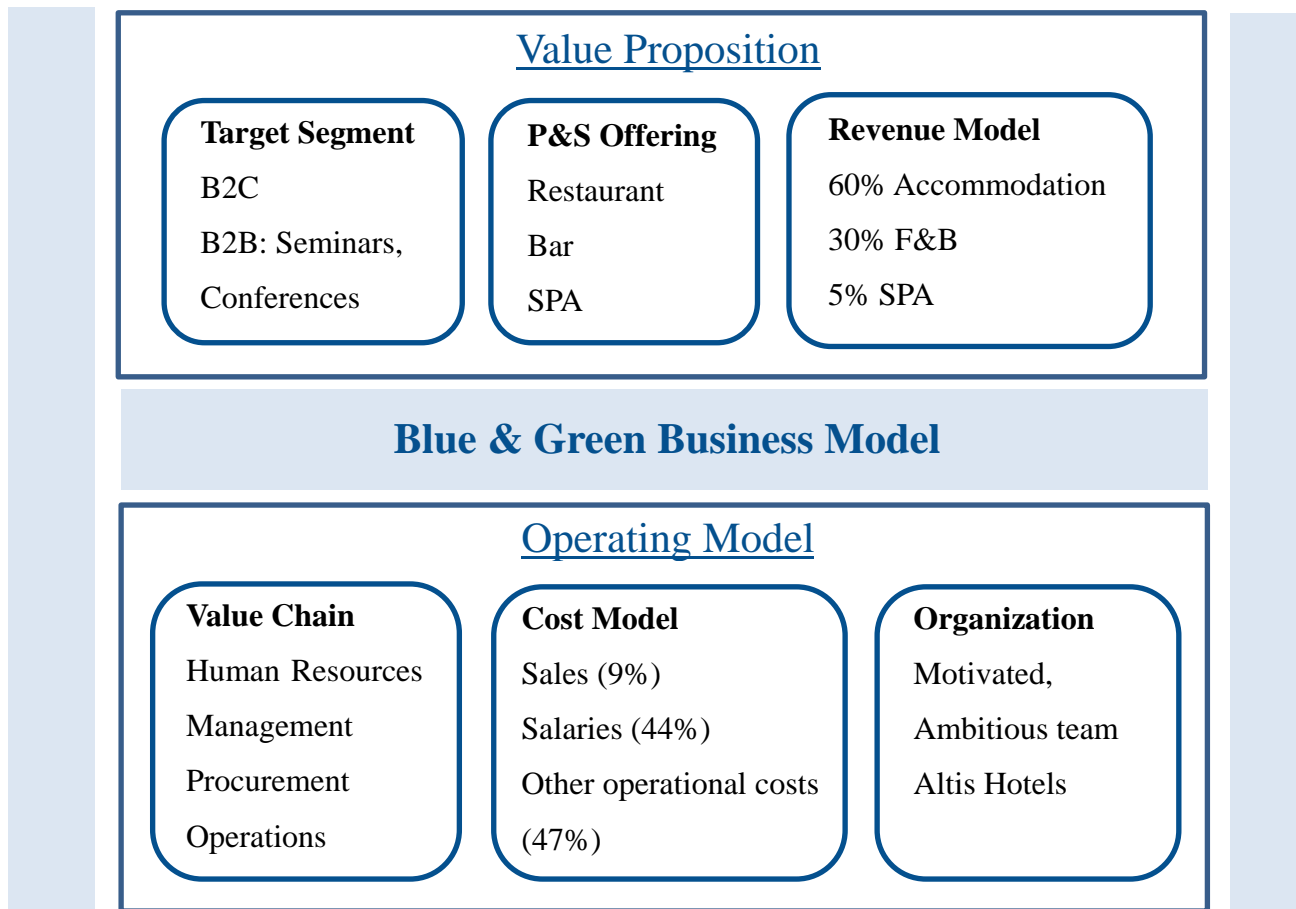 Value Proposition
Target Segment
B2C
B2B: Seminars,
Conferences
P&S Offering
Restaurant
Bar
SPA
Revenue Model
60% Accommodation
30% F&B
5% SPA
Blue & Green Business Model
Operating Model
Value Chain
Human Resources
Management
Procurement
Operations
Cost Model
Sales (9%)
Salaries (44%)
Other operational costs
(47%)
Organization
Motivated,
Ambitious team
Altis Hotels